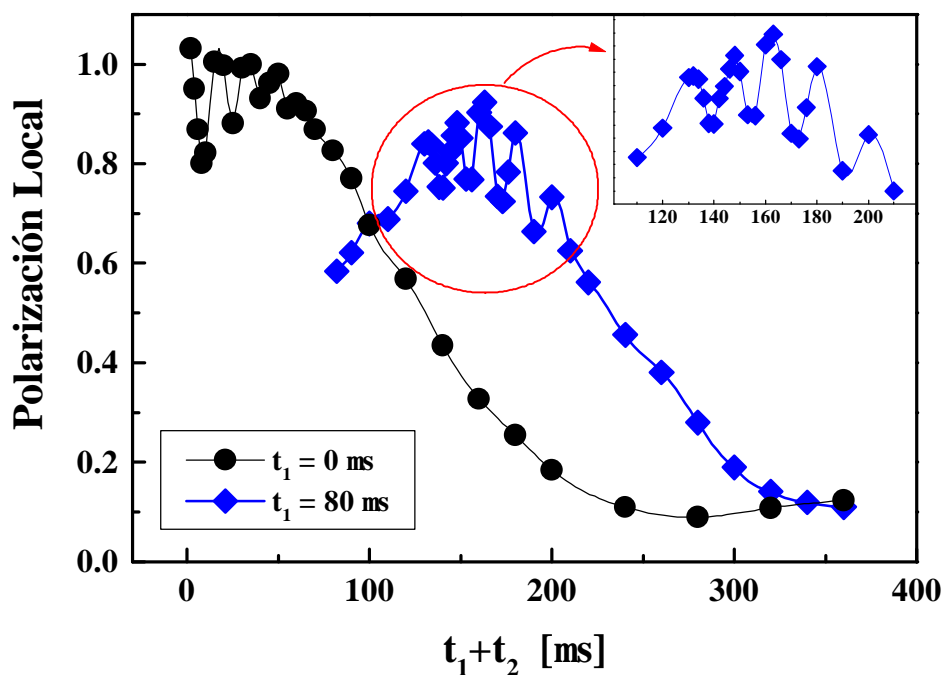 Polarización Local
1.0
0.8
0.6
0.4
0.2
0.0
120 140 160 180 200
t1 = 0 ms
t1 = 80 ms
0 100 200 300 400
t1+t2 [ms]